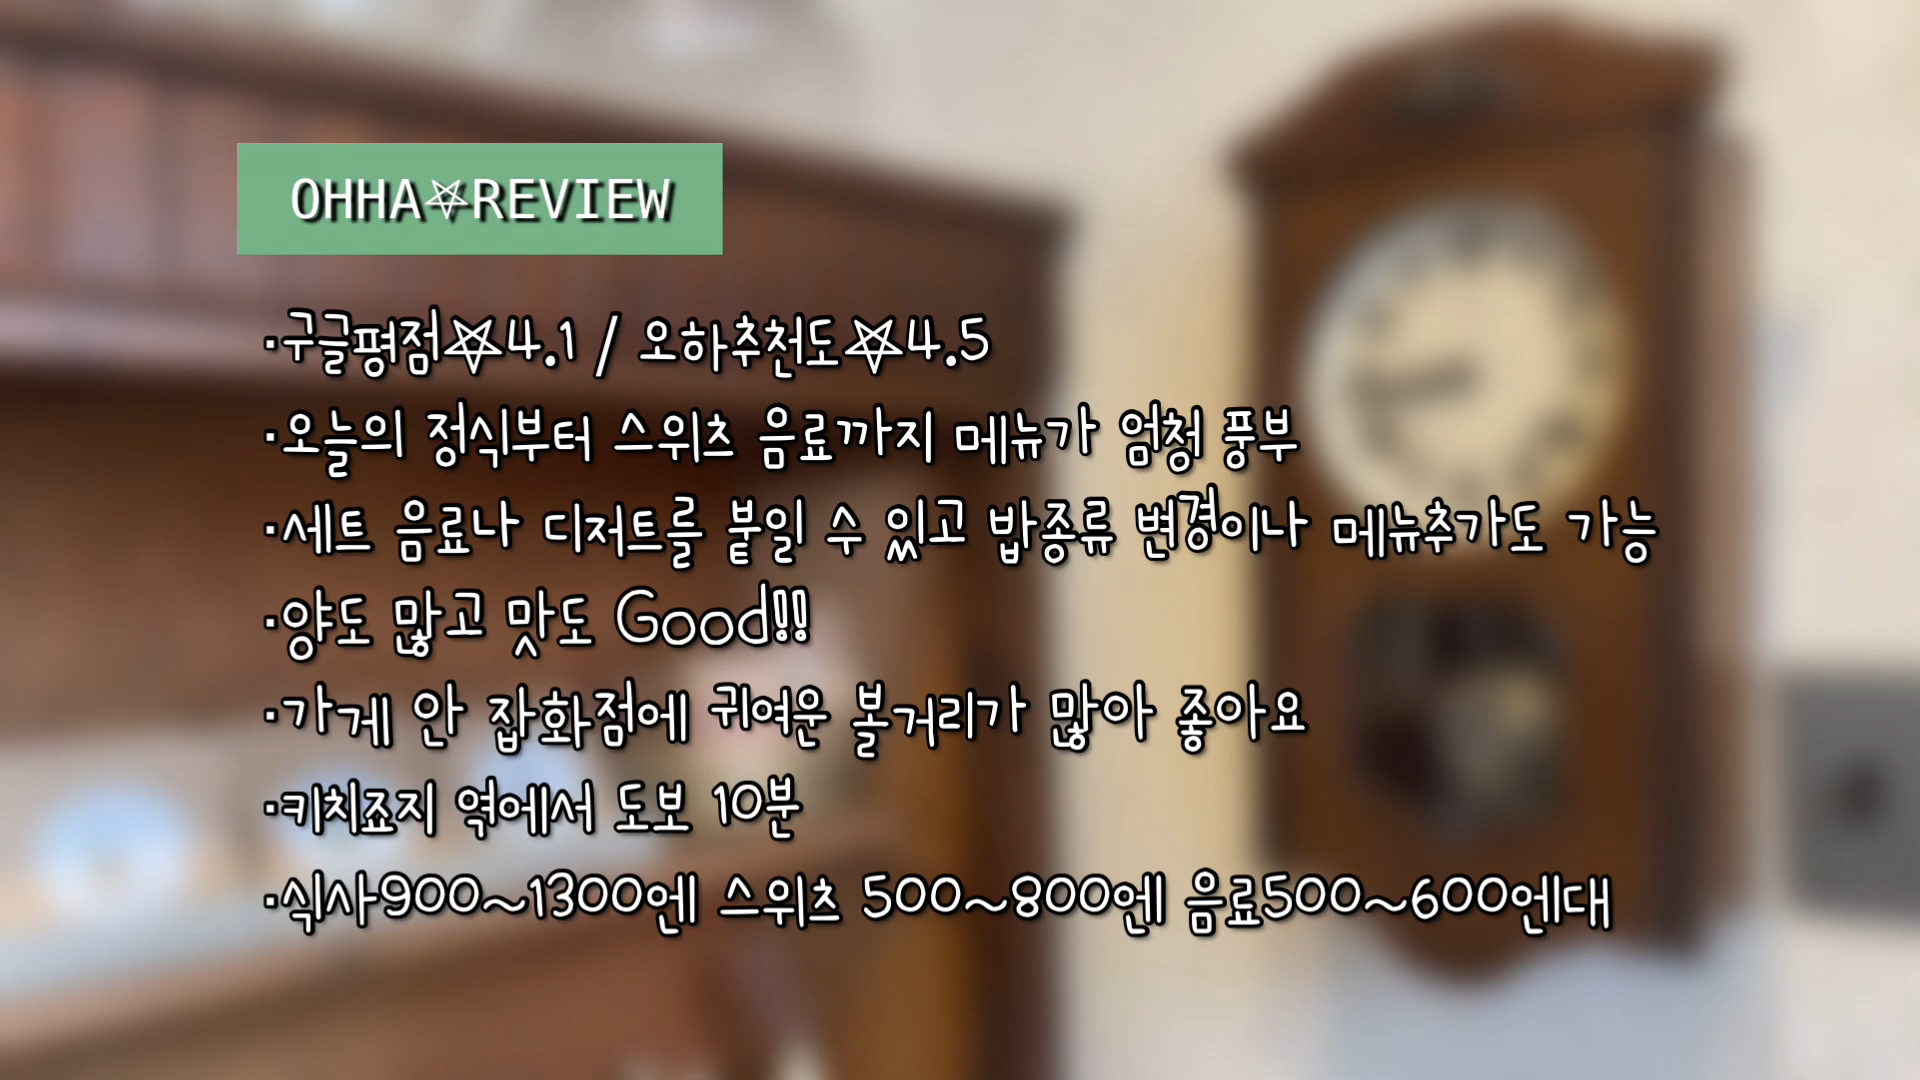 OHHA☆REVIEW
·구글평점☆4.1 / 오하추천도☆4.5
·오늘의 정식부터 스위츠 음료까지 메뉴가 엄청 풍부
·세트 음료나 디저트를 붙일 수 있고 밥종류 변경이나 메뉴추가도 가능
·양도 많고 맛도 Good!!
·가게 안 잡화점에 귀여운 볼거리가 많아 좋아요
·키치죠지 역에서 도보 10분
·식사900~1300엔 스위츠 500~800엔 음료500~600엔대